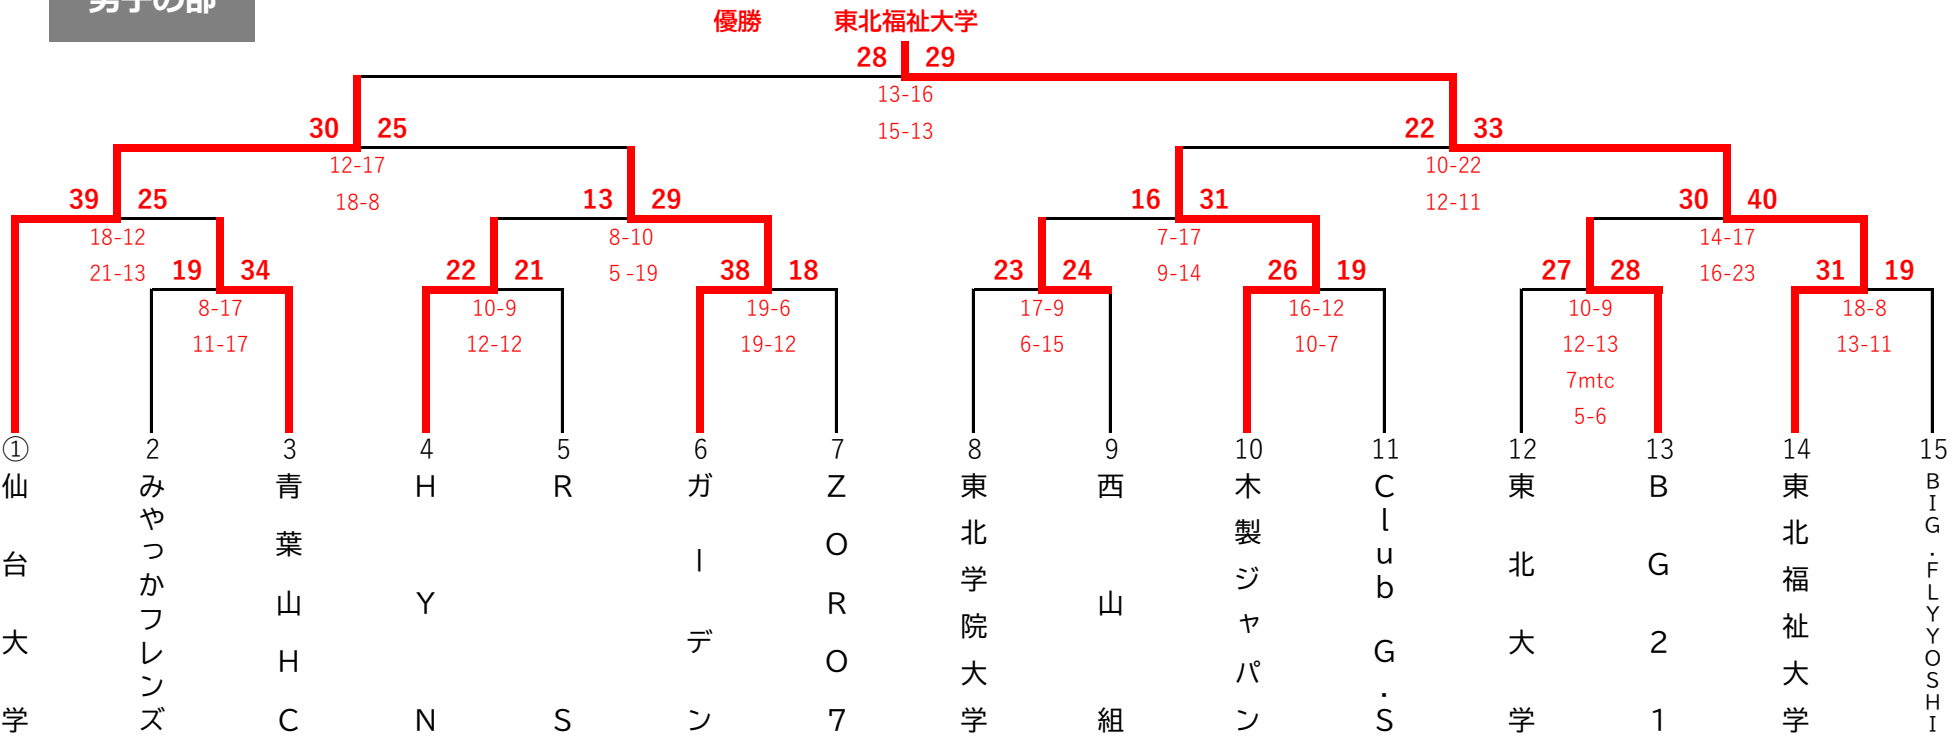 男子の部
優勝 東北福祉大学
28 29
13-16
15-13
30 25
12-17
18-8
22 33
10-22
12-11
39 25
18-12
21-13
13 29
8-10
5 -19
16 31
7-17
9-14
30 40
14-17
16-23
19 34
8-17
11-17
22 21
10-9
12-12
38 18
19-6
19-12
23 24
17-9
6-15
26 19
16-12
10-7
27 28
10-9
12-13
7mtc
5-6
31 19
18-8
13-11
① 2 3 4 5 6 7 8 9 10 11 12 13 14 15
仙台大学
みやっかフレンズ
青葉山HC
HYN
RS
ガーデン
ZORO7
東北学院大学
西山組
木製ジャパン
Club G.S
東北大学
BG21
東北福祉大学
BIG.FLYYOSHI